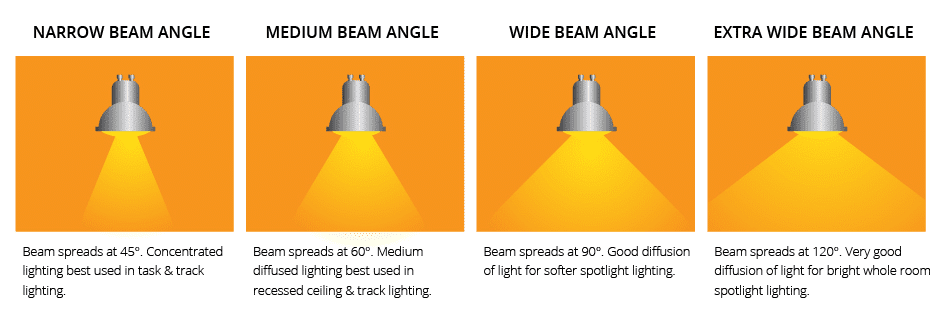 NARROW BEAM ANGLE
Beam spreads at 45°. Concentrated
lighting best used in task & track
lighting.
MEDIUM BEAM ANGLE
Beam spreads at 60°. Medium
diffused lighting best used in
recessed ceiling & track lighting.
WIDE BEAM ANGLE
Beam spreads at 90°. Good diffusion
of light for softer spotlight lighting.
EXTRA WIDE BEAM ANGLE
Beam spreads at 120°. Very good
diffusion of light for bright whole room
spotlight lighting.